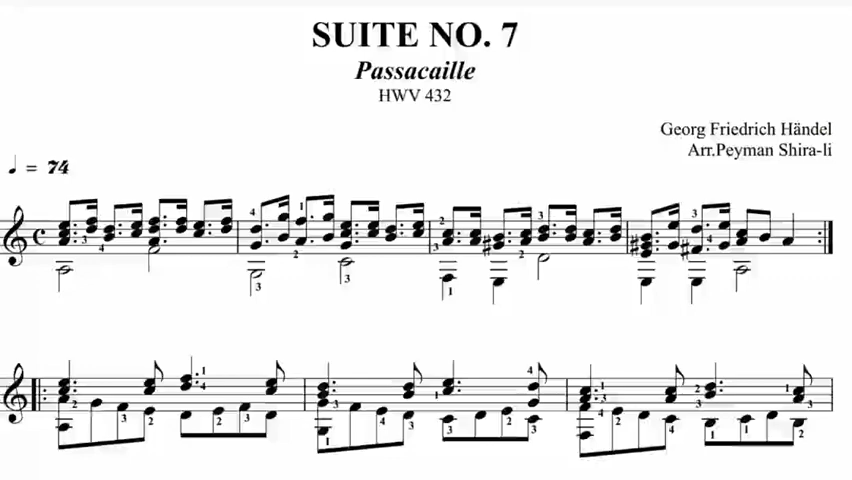 SUITE NO. 7
Passacaille
HWV 432
Georg Friedrich Händel
Arr.Peyman Shira-li
♩ = 74